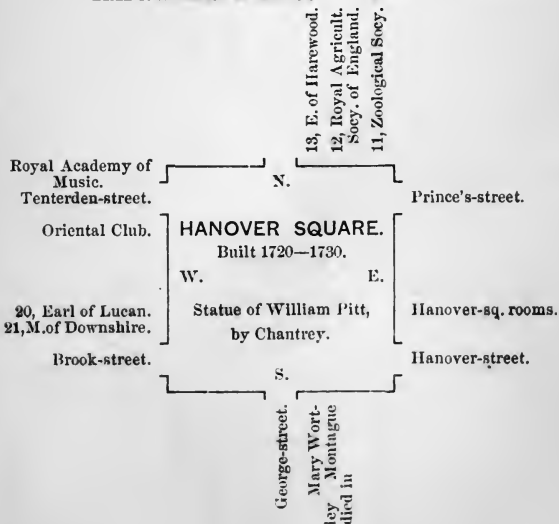 13, E. of Harewood.
12, Royal Agricult.
Socy. of England.
11, Zoological Socy.
Royal Academy of
Music.
Tenterden-street.
N.
Prince's-street.
Oriental Club.
HANOVER SQUARE.
Built 1720—1730.
W. E.
20, Earl of Lucan.
21, M. of Downshire.
Statue of William Pitt,
by Chantrey.
Hanover-sq. rooms.
Brook-street.
Hanover-street.
S.
George-street.
Mary Wort-
ley Montague
died in